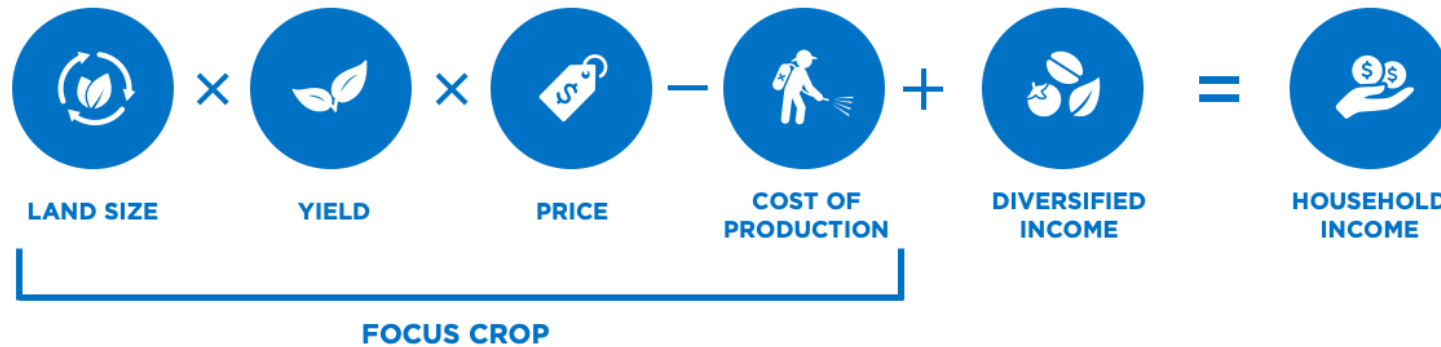 LAND SIZE
YIELD
PRICE
COST OF
PRODUCTION
DIVERSIFIED
INCOME
HOUSEHOLD
INCOME
FOCUS CROP